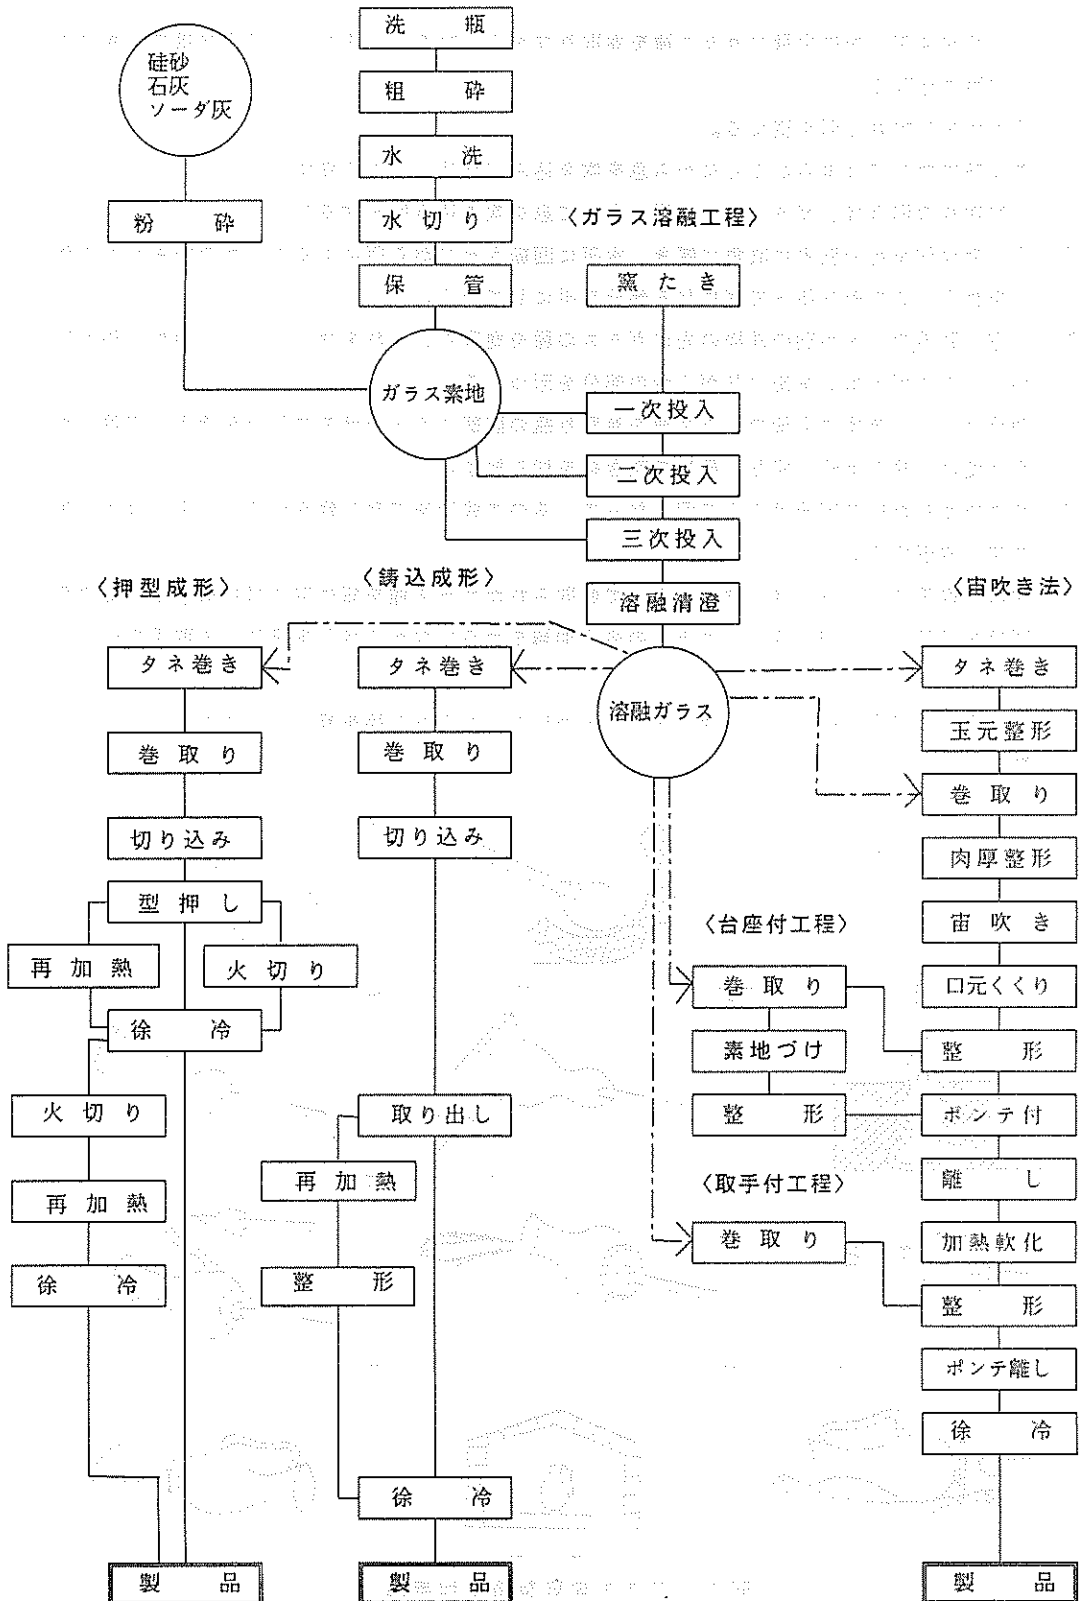 硅砂
石灰
ソーダ灰
粉砕
洗瓶
粗砕
水洗
水切り
保管
ガラス素地
〈ガラス溶融工程〉
窯たき
一次投入
二次投入
三次投入
溶融清澄
溶融ガラス
〈押型成形〉
タネ巻き
巻取り
切り込み
型押し
再加熱
火切り
徐冷
火切り
再加熱
徐冷
製品
〈鋳込成形〉
タネ巻き
巻取り
切り込み
取り出し
再加熱
整形
徐冷
製品
〈台座付工程〉
巻取り
素地づけ
整形
〈取手付工程〉
巻取り
〈宙吹き法〉
タネ巻き
玉元整形
巻取り
肉厚整形
宙吹き
口元くくり
整形
ポンテ付
離し
加熱軟化
整形
ポンテ離し
徐冷
製品